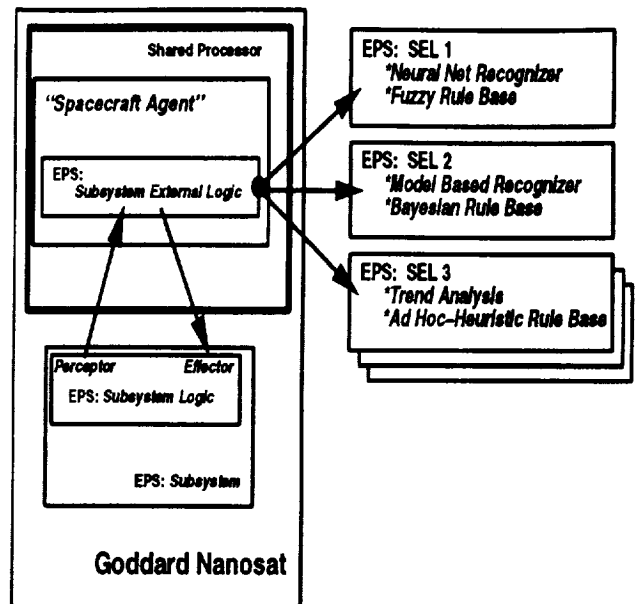 Shared Processor
"Spacecraft Agent"
EPS:
Subsystem External Logic
Perceptor
Effector
EPS: Subsystem Logic
EPS: Subsystem
Goddard Nanosat
EPS: SEL 1
*Neural Net Recognizer
*Fuzzy Rule Base
EPS: SEL 2
*Model Based Recognizer
*Bayesian Rule Base
EPS: SEL 3
*Trend Analysis
*Ad Hoc-Heuristic Rule Base